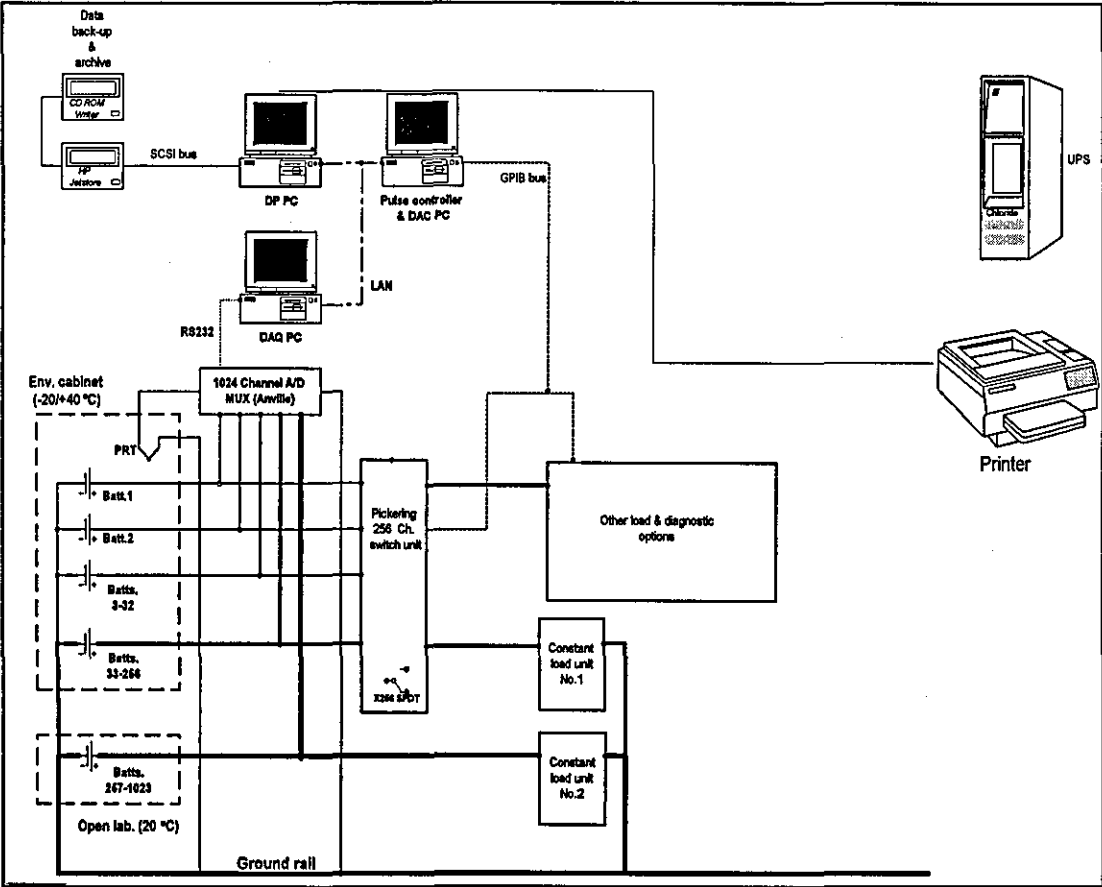 Data
back-up
&
archive
CD ROM
Writer
HP
Jetstore
SCSI bus
DP PC
Pulse controller
& DAC PC
GPIB bus
UPS
Chloride
LAN
RS232
DAQ PC
Env. cabinet
(-20/+40 °C)
1024 Channel A/D
MUX (Anville)
PRT
Printer
Batt.1
Batt.2
Batts.
3-32
Batts.
33-256
Pickering
256 Ch.
switch unit
X256 SPDT
Other load & diagnostic
options
Constant
load unit
No.1
Batts.
257-1023
Constant
load unit
No.2
Open lab. (20 °C)
Ground rail